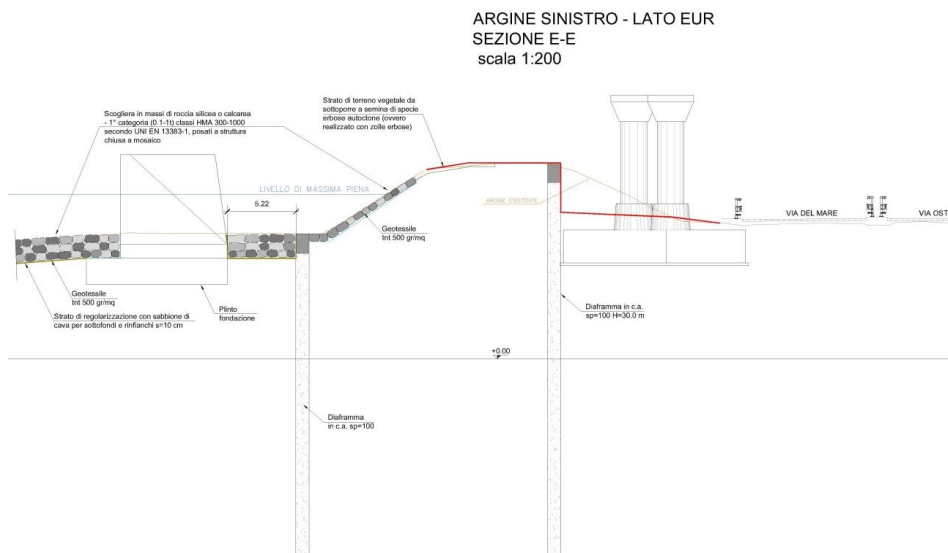 ARGINE SINISTRO - LATO EUR
SEZIONE E-E
scala 1:200
Scogliera in massi di roccia silicea o calcarea
- 1° categoria (0.1-1t) classi HMA 300-1000
secondo UNI EN 13383-1, posati a struttura
chiusa a mosaico
Strato di terreno vegetale da
sottoporre a semina di specie
erbose autoctone (ovvero
realizzato con zolle erbose)
LIVELLO DI MASSIMA PIENA
5.22
ARGINE ESISTENTE
VIA DEL MARE
VIA OST
Geotessile
tnt 500 gr/mq
Geotessile
tnt 500 gr/mq
Strato di regolarizzazione con sabbione di
cava per sottofondi e rinfianchi s=10 cm
Plinto
fondazione
Diaframma in c.a.
sp=100 H=30.0 m
+0.00
Diaframma
in c.a. sp=100